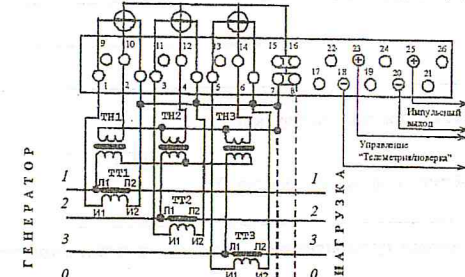 9 10 11 12 13 14 15 16 22 23 24 25 26
1 2 3 4 5 6 7 8 17 18 19 20 21
Импульсный
выход
Управление
"Телеметрия/поверка"
ТН1 ТН2 ТН3
ГЕНЕРАТОР
НАГРУЗКА
ТТ1
1 Л1 Л2 1
2 И1 И2 ТТ2 2
Л1 Л2
3 И1 И2 ТТ3 3
Л1 Л2
0 И1 И2 0